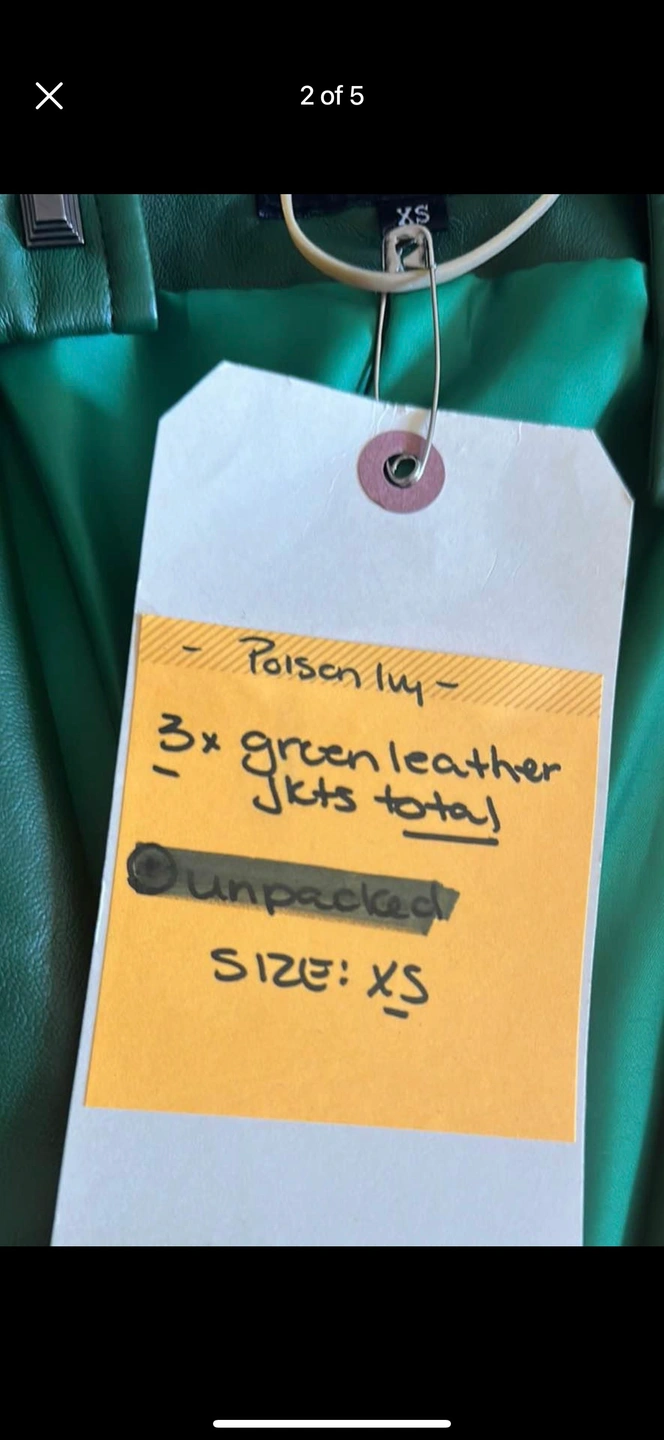 2 of 5
XS
- Poison Ivy -
3x green leather
Jkts total
unpacked
SIZE: XS